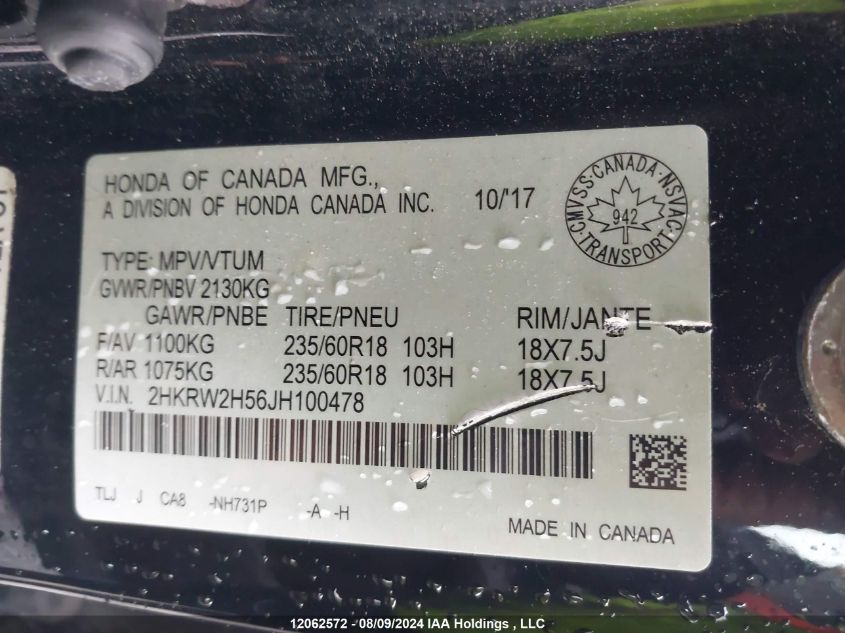 HONDA OF CANADA MFG.,
A DIVISION OF HONDA CANADA INC. 10/'17
CMVSS·CANADA·NSVAC
942
TRANSPORT
TYPE: MPV/VTUM
GVWR/PNBV 2130KG
GAWR/PNBE TIRE/PNEU RIM/JANTE
F/AV 1100KG 235/60R18 103H 18X7.5J
R/AR 1075KG 235/60R18 103H 18X7.5J
V.I.N. 2HKRW2H56JH100478
TLJ J CA8 -NH731P -A -H
MADE IN CANADA
12062572 - 08/09/2024 IAA Holdings , LLC